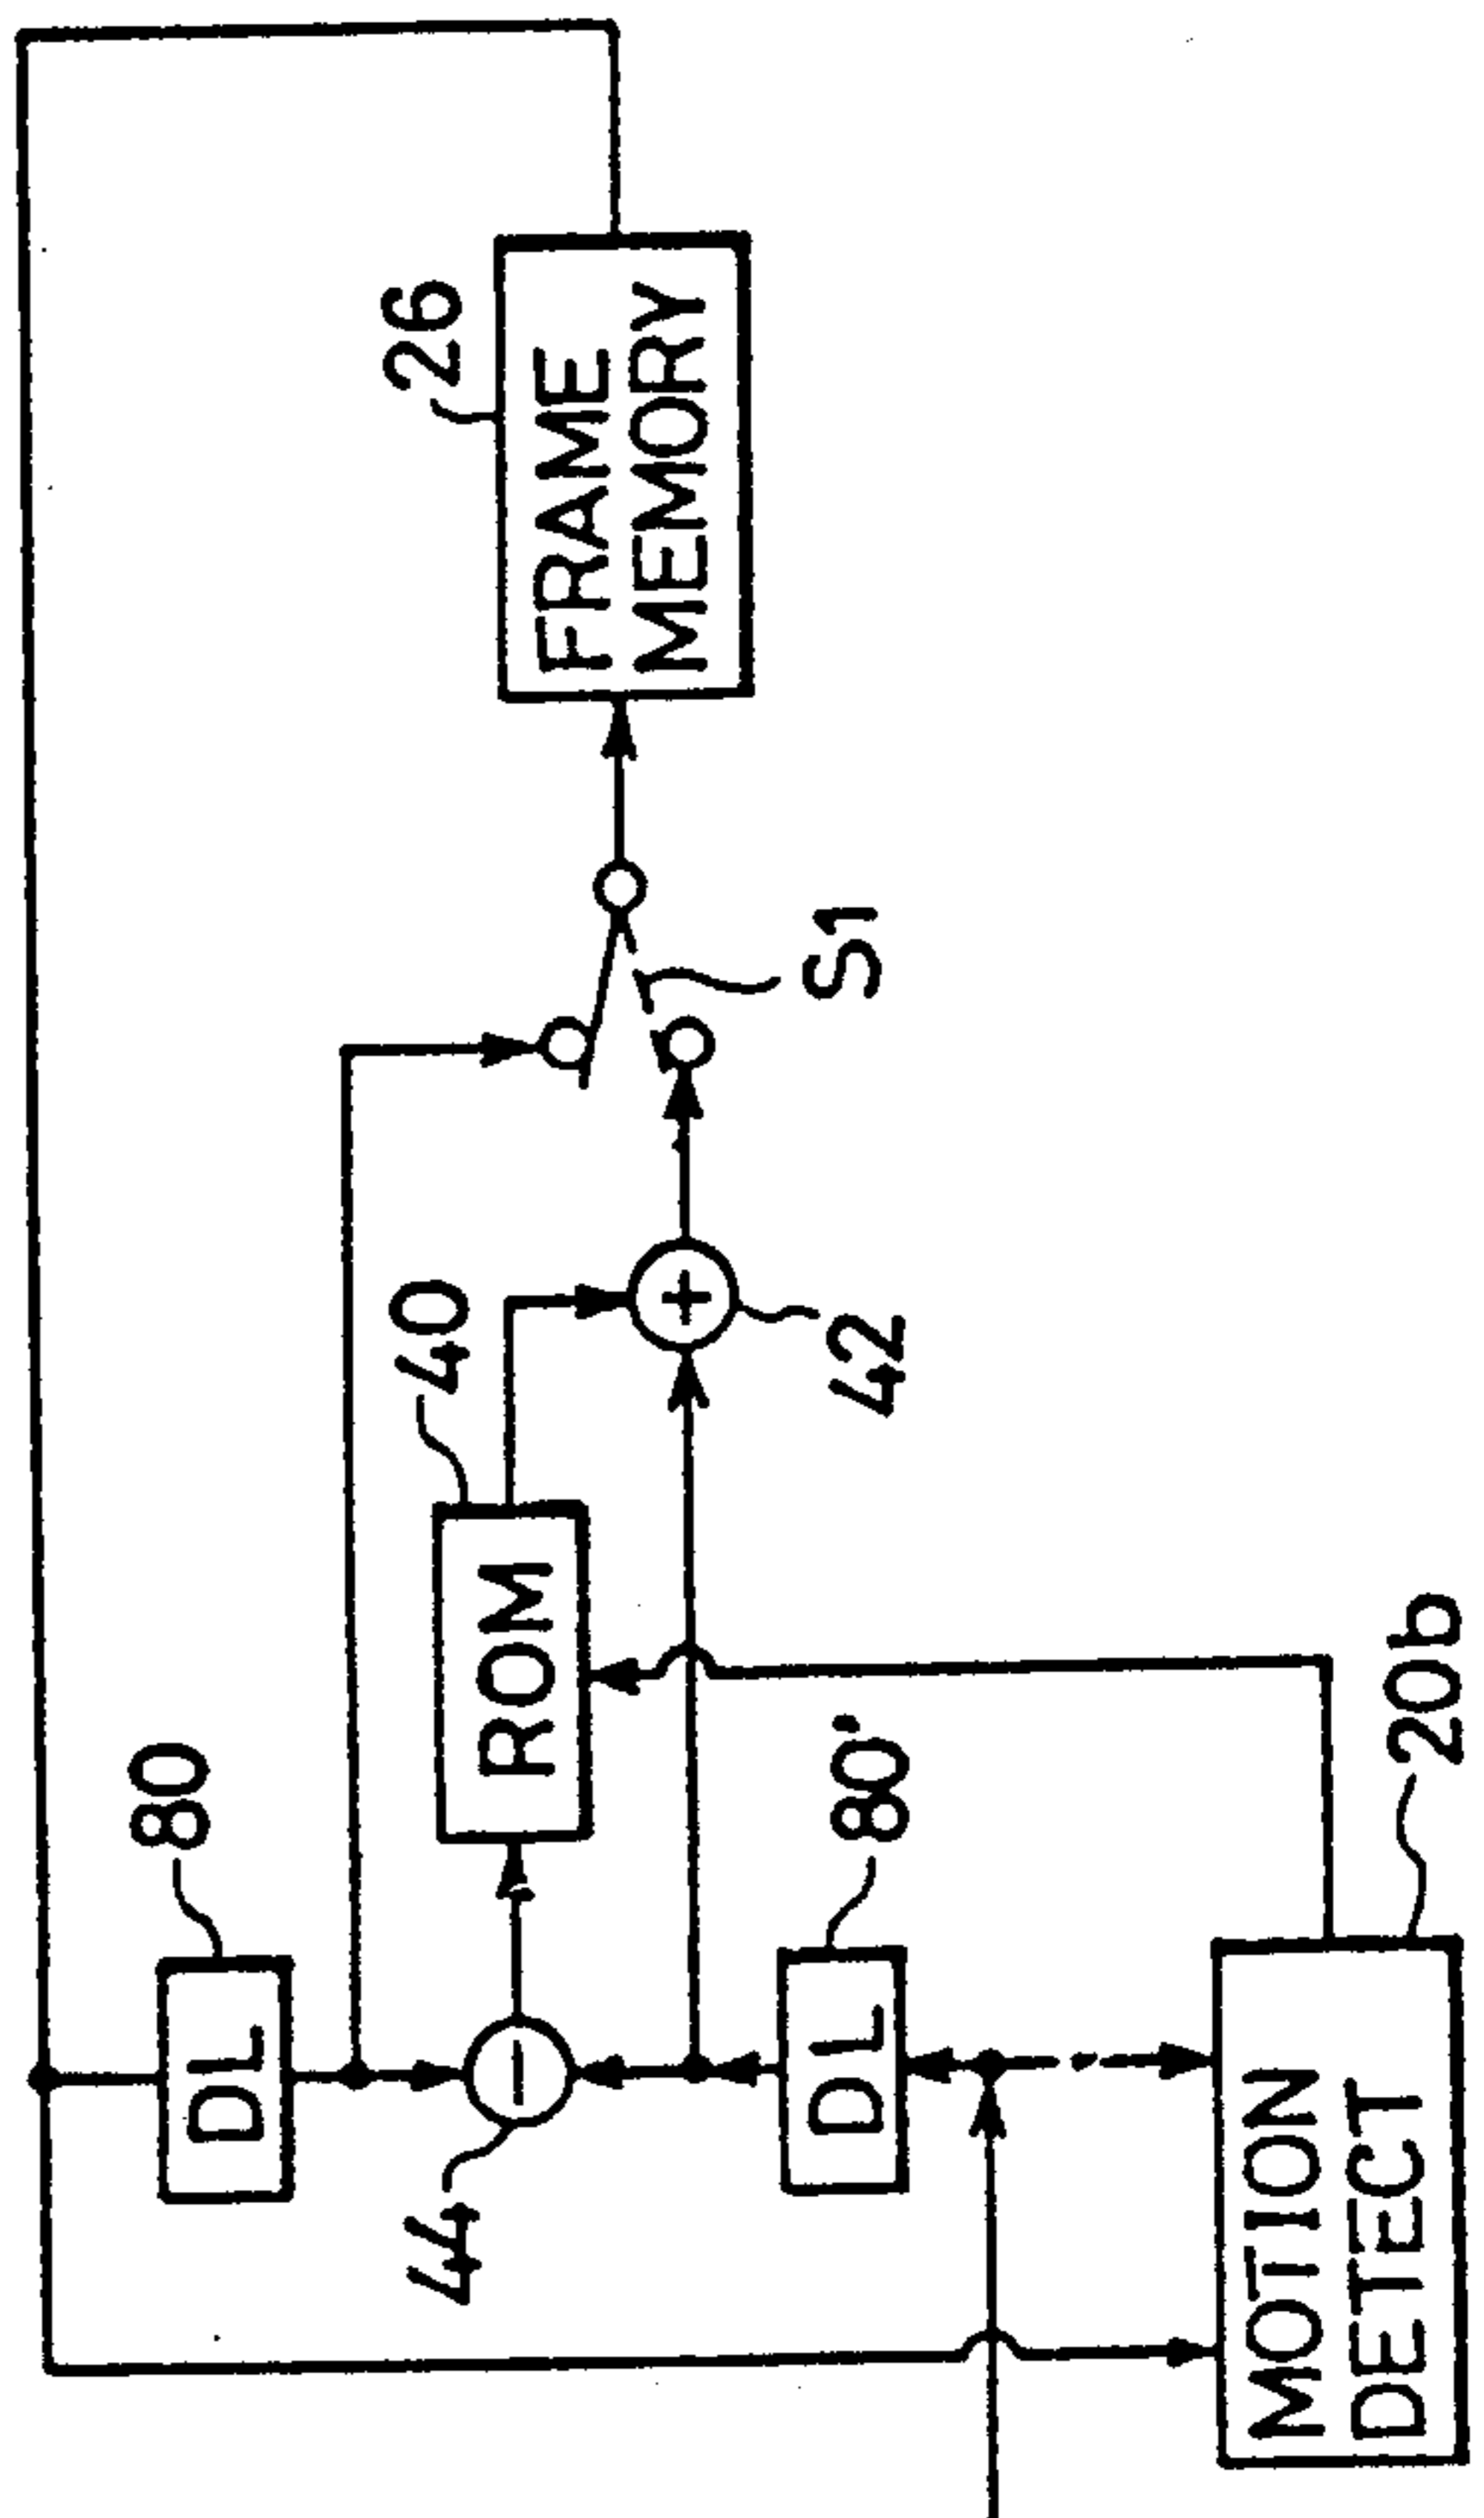 80
DL
44
40
ROM
26
FRAME
MEMORY
42
S1
80'
DL
20b
MOTION
DETECT
+
−